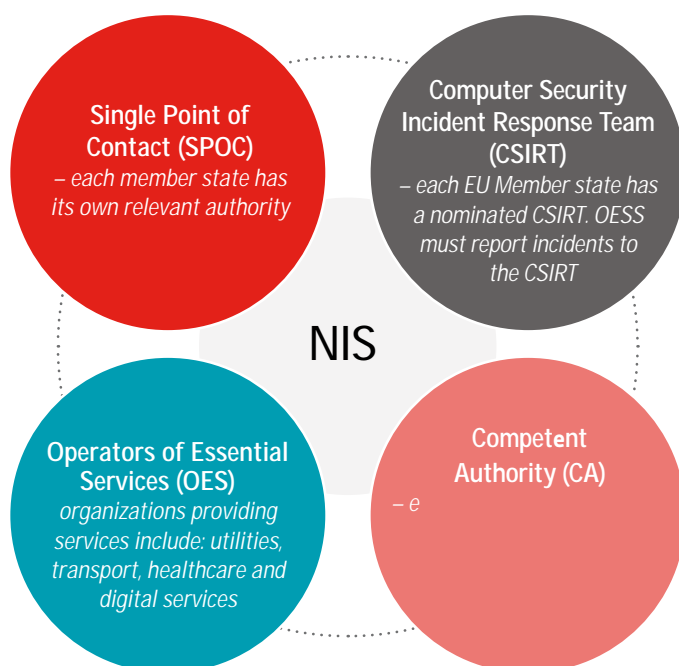 Single Point of
Contact (SPOC)
– each member state has
its own relevant authority
Computer Security
Incident Response Team
(CSIRT)
– each EU Member state has
a nominated CSIRT. OESS
must report incidents to
the CSIRT
NIS
Operators of Essential
Services (OES)
organizations providing
services include: utilities,
transport, healthcare and
digital services
Competent
Authority (CA)
– e